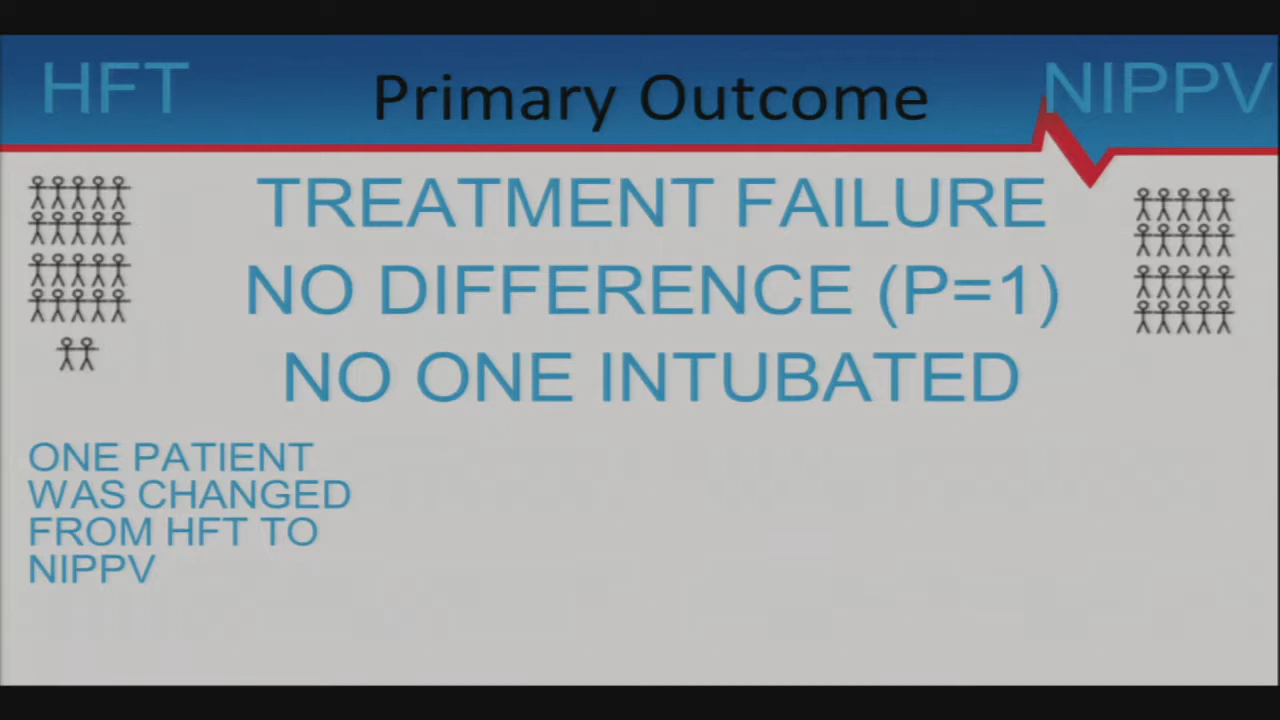 HFT
Primary Outcome
NIPPV
TREATMENT FAILURE
NO DIFFERENCE (P=1)
NO ONE INTUBATED
ONE PATIENT
WAS CHANGED
FROM HFT TO
NIPPV